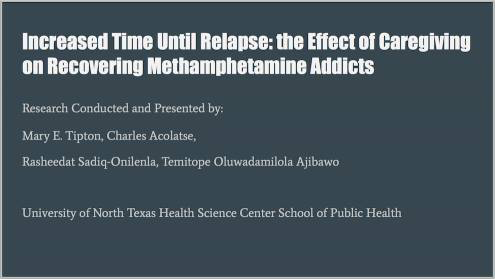 Increased Time Until Relapse: the Effect of Caregiving
on Recovering Methamphetamine Addicts
Research Conducted and Presented by:
Mary E. Tipton, Charles Acolatse,
Rasheedat Sadiq-Onilenla, Temitope Oluwadamilola Ajibawo
University of North Texas Health Science Center School of Public Health